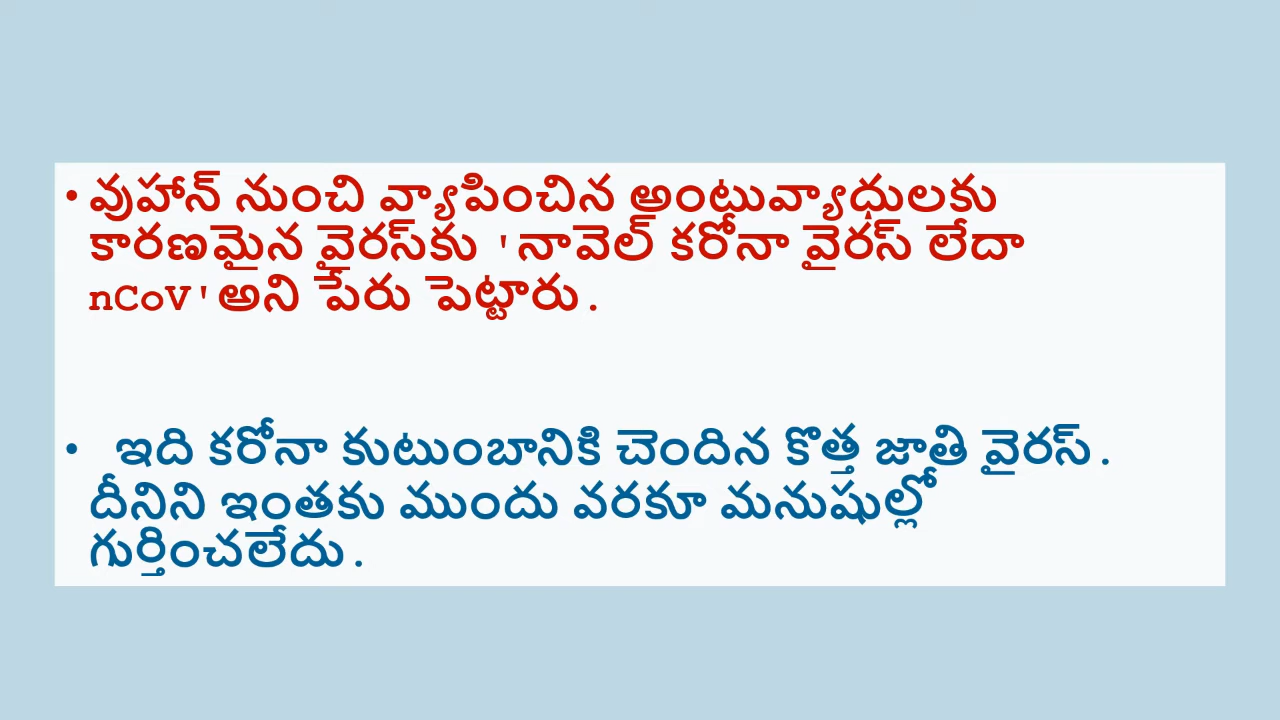 • వుహాన్ నుంచి వ్యాపించిన అంటువ్యాధులకు
కారణమైన వైరస్‌కు 'నావెల్ కరోనా వైరస్ లేదా
nCoV'అని పేరు పెట్టారు.
• ఇది కరోనా కుటుంబానికి చెందిన కొత్త జాతి వైరస్.
దీనిని ఇంతకు ముందు వరకూ మనుషుల్లో
గుర్తించలేదు.